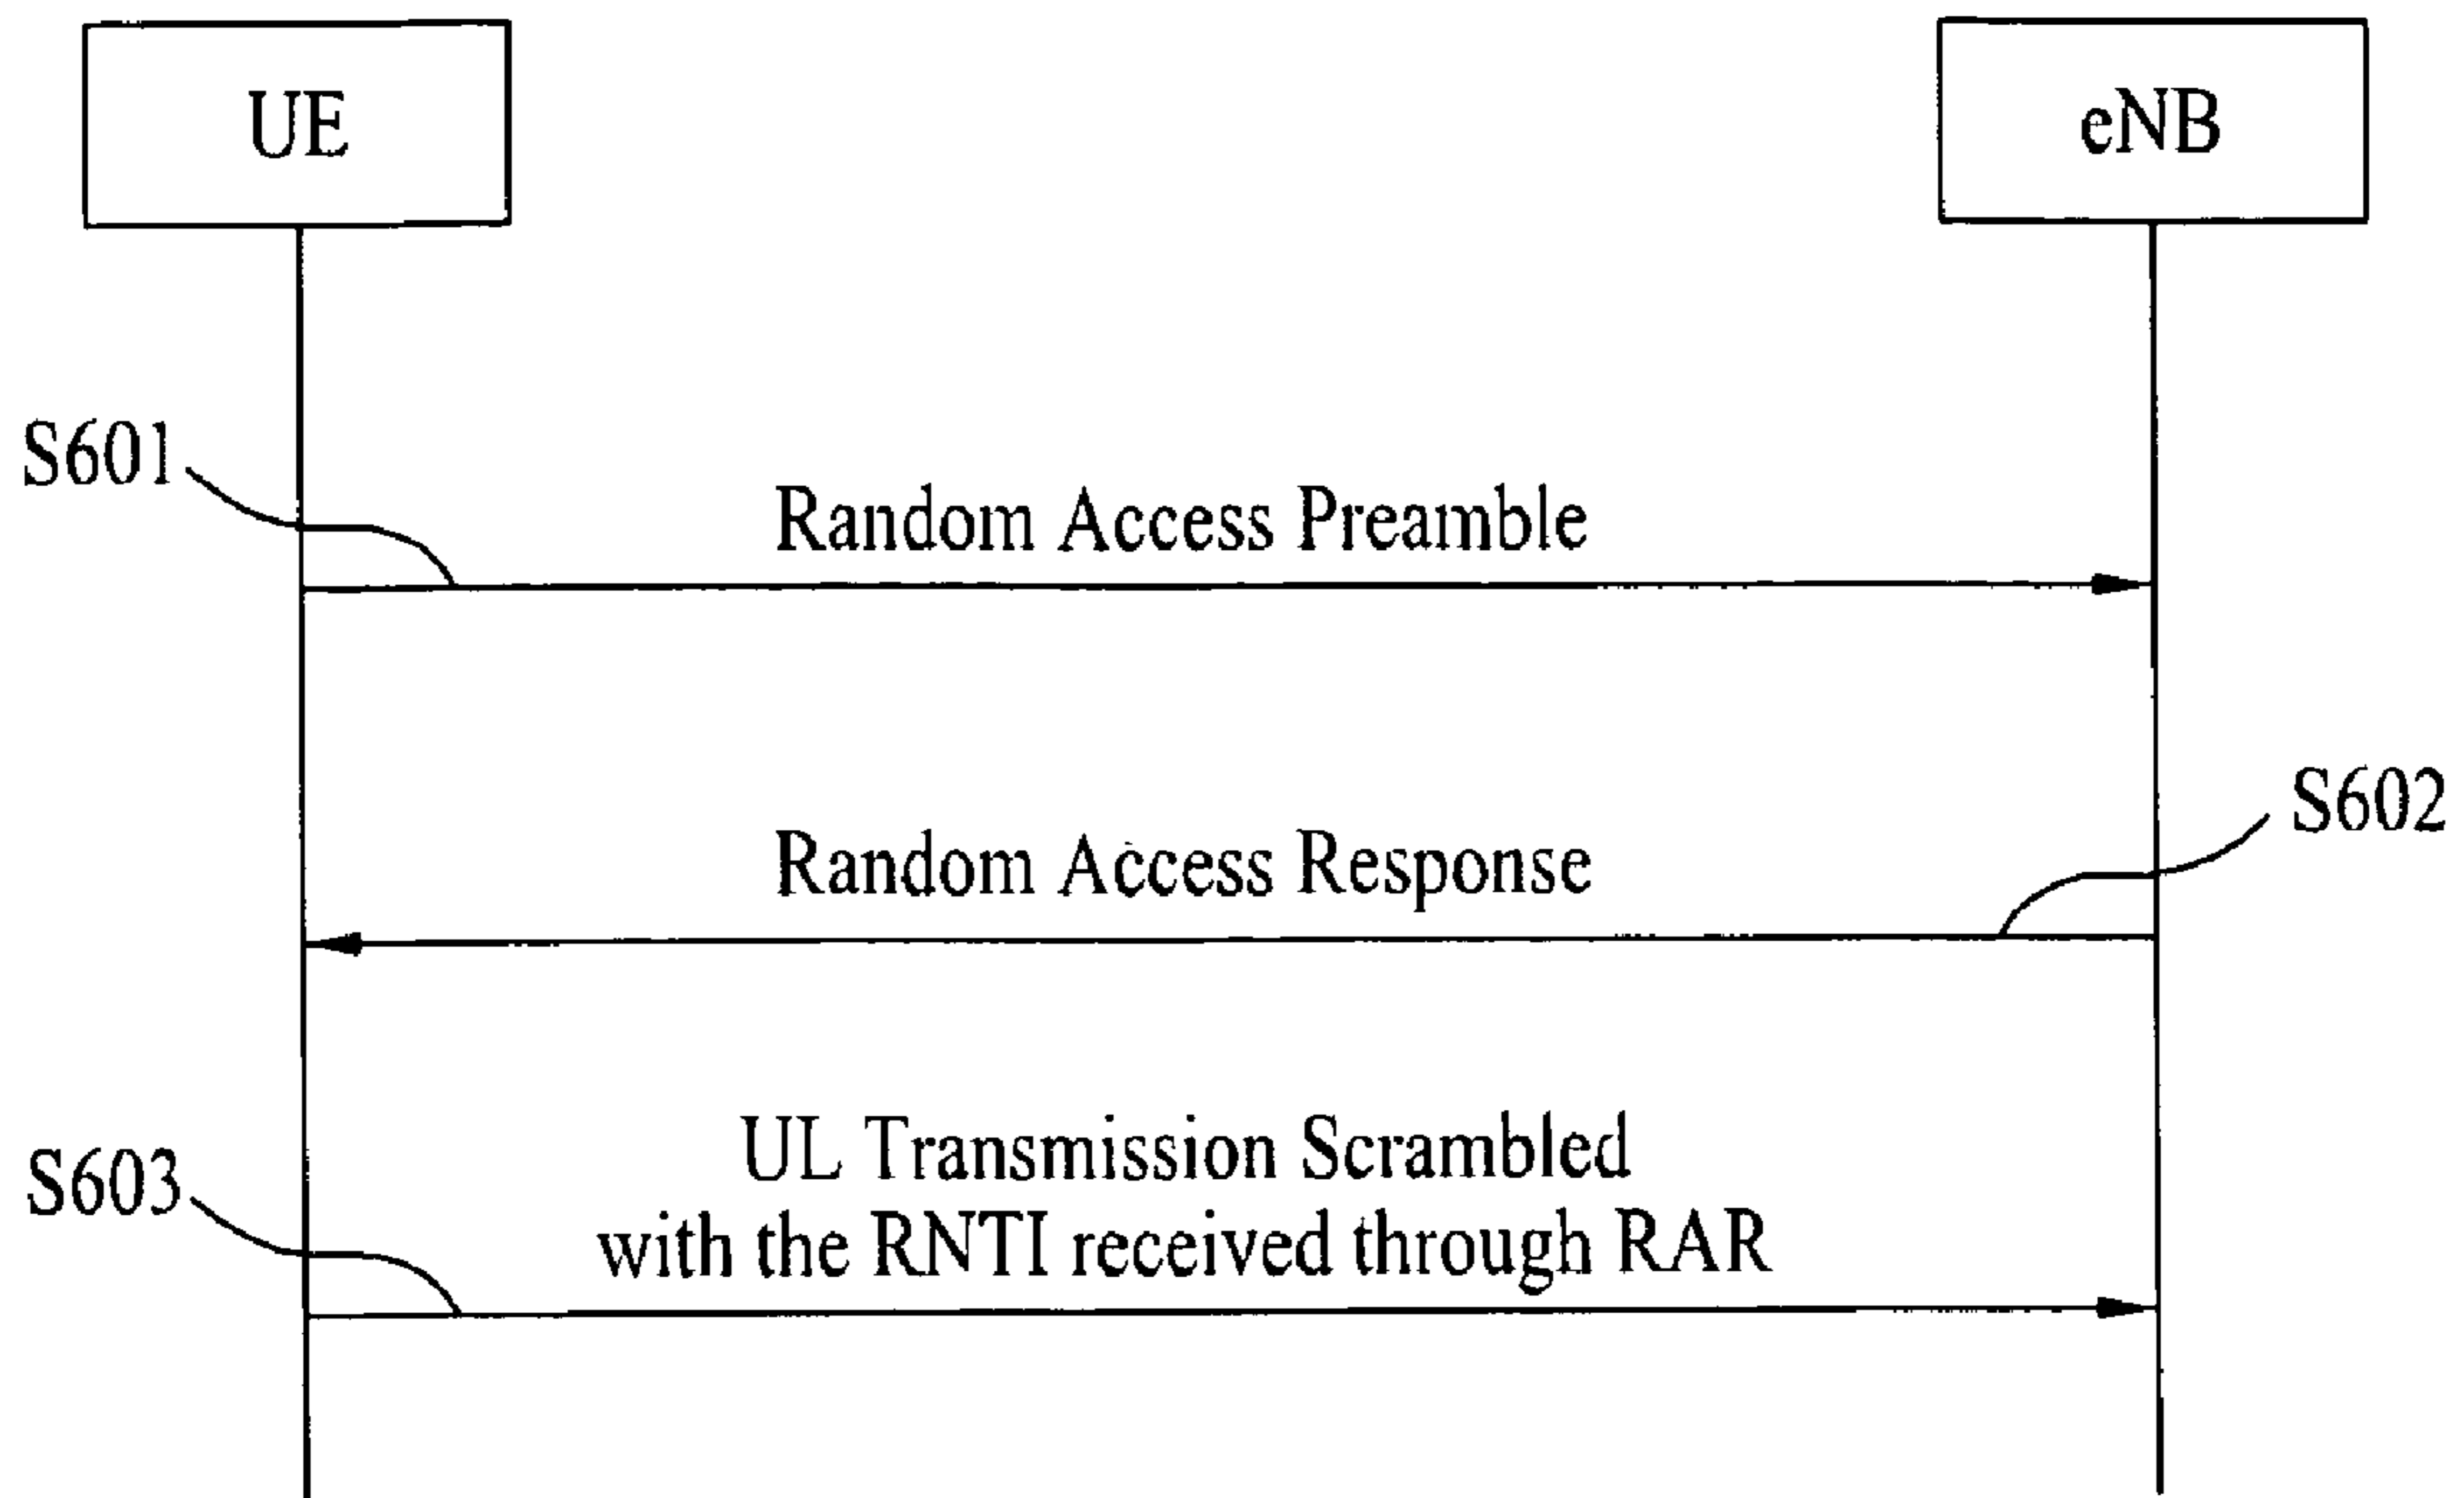 UE
eNB
S601
Random Access Preamble
S602
Random Access Response
S603
UL Transmission Scrambled
with the RNTI received through RAR